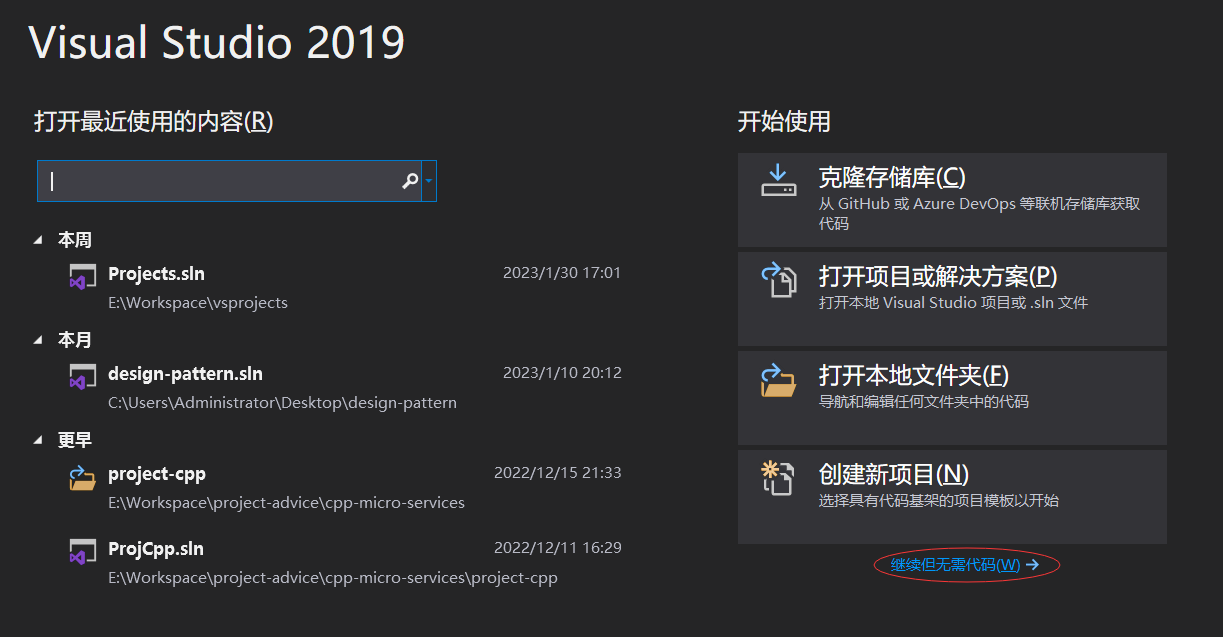 Visual Studio 2019
打开最近使用的内容(R)
本周
Projects.sln 2023/1/30 17:01
E:\Workspace\vsprojects
本月
design-pattern.sln 2023/1/10 20:12
C:\Users\Administrator\Desktop\design-pattern
更早
project-cpp 2022/12/15 21:33
E:\Workspace\project-advice\cpp-micro-services
ProjCpp.sln 2022/12/11 16:29
E:\Workspace\project-advice\cpp-micro-services\project-cpp
开始使用
克隆存储库(C)
从 GitHub 或 Azure DevOps 等联机存储库获取
代码
打开项目或解决方案(P)
打开本地 Visual Studio 项目或 .sln 文件
打开本地文件夹(F)
导航和编辑任何文件夹中的代码
创建新项目(N)
选择具有代码基架的项目模板以开始
继续但无需代码(W)